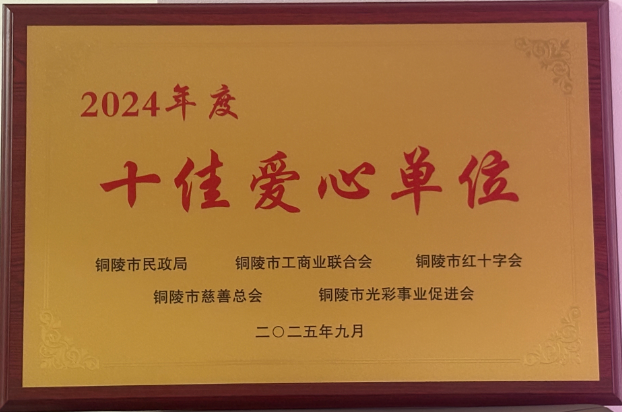 2024年度
十佳爱心单位
铜陵市民政局 铜陵市工商业联合会 铜陵市红十字会
铜陵市慈善总会 铜陵市光彩事业促进会
二〇二五年九月